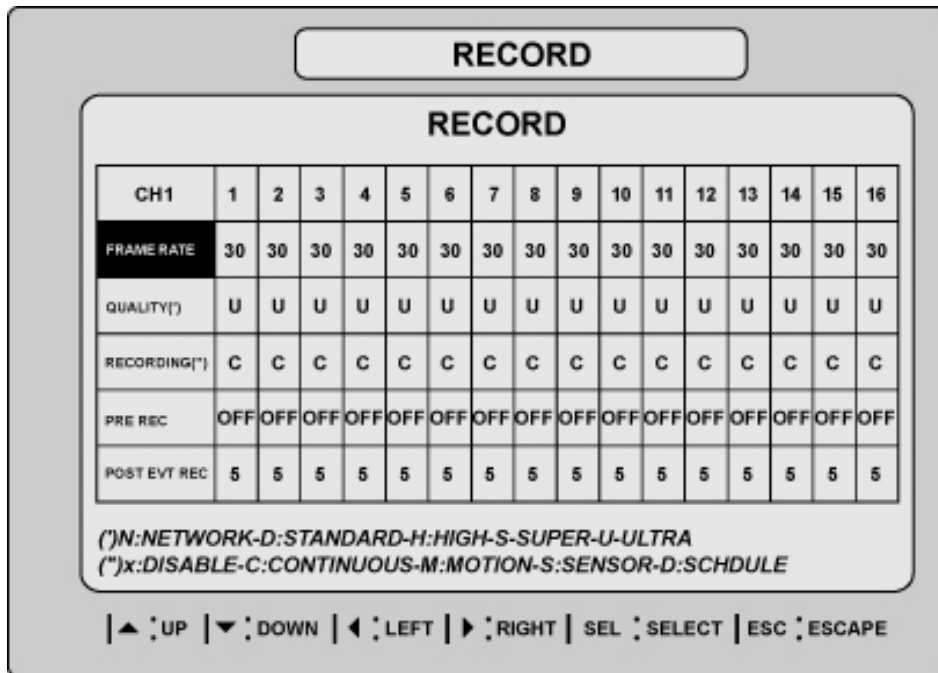 RECORD
RECORD
CH1 1 2 3 4 5 6 7 8 9 10 11 12 13 14 15 16
FRAME RATE 30 30 30 30 30 30 30 30 30 30 30 30 30 30 30 30
QUALITY(') U U U U U U U U U U U U U U U U
RECORDING(") C C C C C C C C C C C C C C C C
PRE REC OFF OFF OFF OFF OFF OFF OFF OFF OFF OFF OFF OFF OFF OFF OFF OFF
POST EVT REC 5 5 5 5 5 5 5 5 5 5 5 5 5 5 5 5
(')N:NETWORK-D:STANDARD-H:HIGH-S-SUPER-U-ULTRA
(")x:DISABLE-C:CONTINUOUS-M:MOTION-S:SENSOR-D:SCHDULE
|▲ : UP |▼ : DOWN |◀ : LEFT |▶ : RIGHT | SEL : SELECT | ESC : ESCAPE